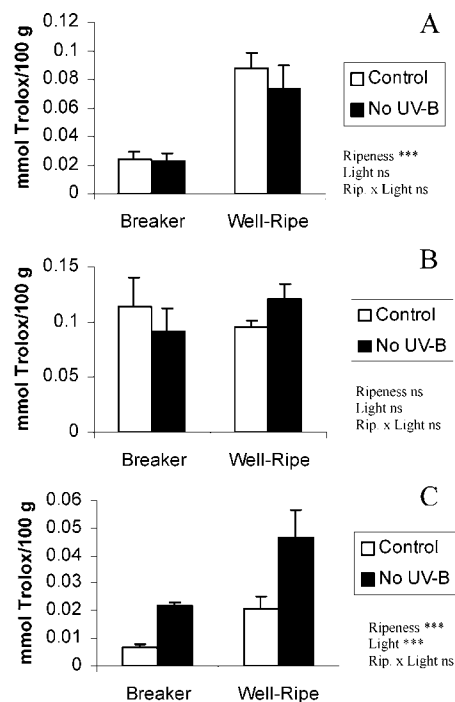 A
mmol Trolox/100 g
0.12
0.1
0.08
0.06
0.04
0.02
0
Breaker Well-Ripe
Control
No UV-B
Ripeness ***
Light ns
Rip. x Light ns
B
mmol Trolox/100 g
0.15
0.1
0.05
0
Breaker Well-Ripe
Control
No UV-B
Ripeness ns
Light ns
Rip. x Light ns
C
mmol Trolox/100 g
0.06
0.05
0.04
0.03
0.02
0.01
0
Breaker Well-Ripe
Control
No UV-B
Ripeness ***
Light ***
Rip. x Light ns